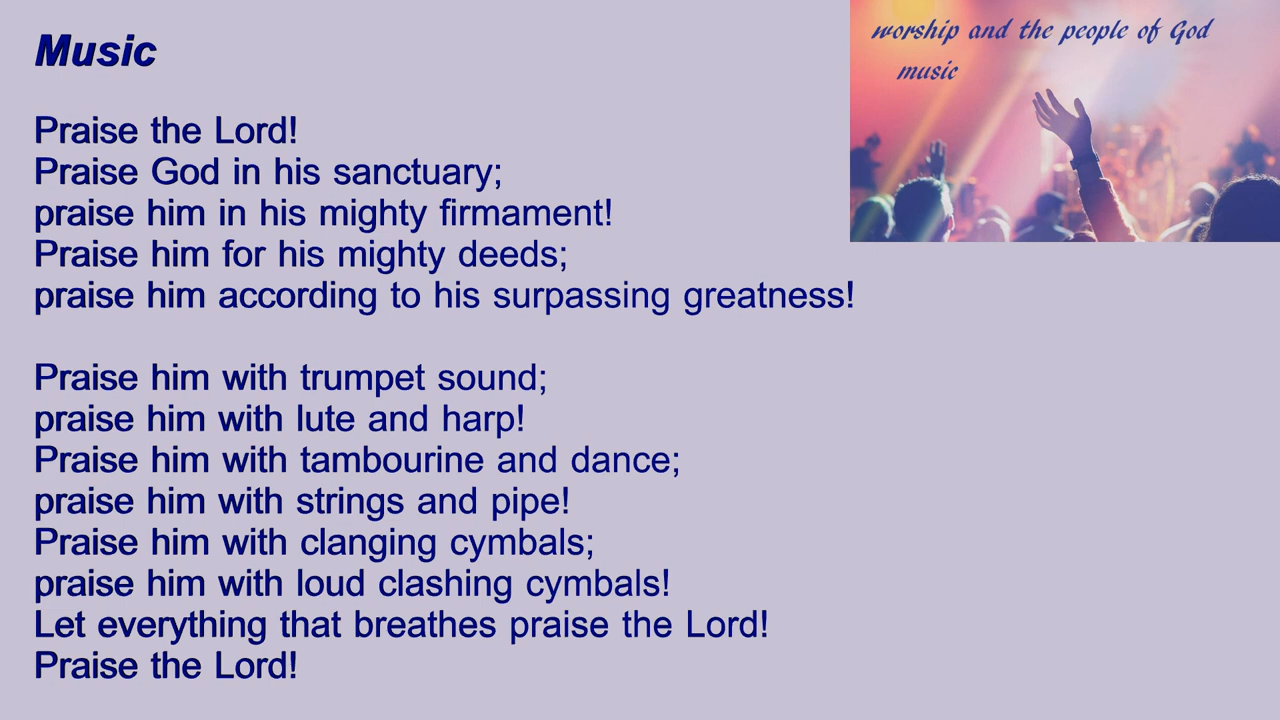 Music
worship and the people of God
music
Praise the Lord!
Praise God in his sanctuary;
praise him in his mighty firmament!
Praise him for his mighty deeds;
praise him according to his surpassing greatness!
Praise him with trumpet sound;
praise him with lute and harp!
Praise him with tambourine and dance;
praise him with strings and pipe!
Praise him with clanging cymbals;
praise him with loud clashing cymbals!
Let everything that breathes praise the Lord!
Praise the Lord!